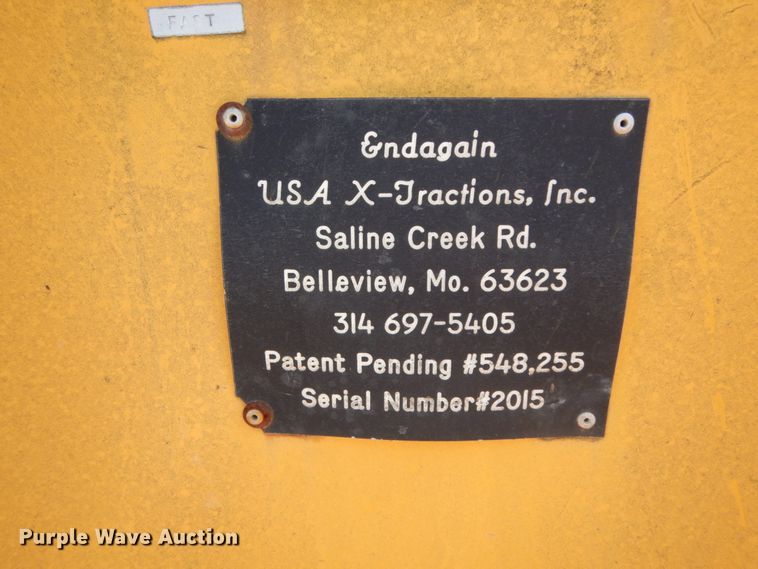 FAST
Endagain
USA X-Tractions, Inc.
Saline Creek Rd.
Belleview, Mo. 63623
314 697-5405
Patent Pending #548,255
Serial Number#2015
Purple Wave Auction